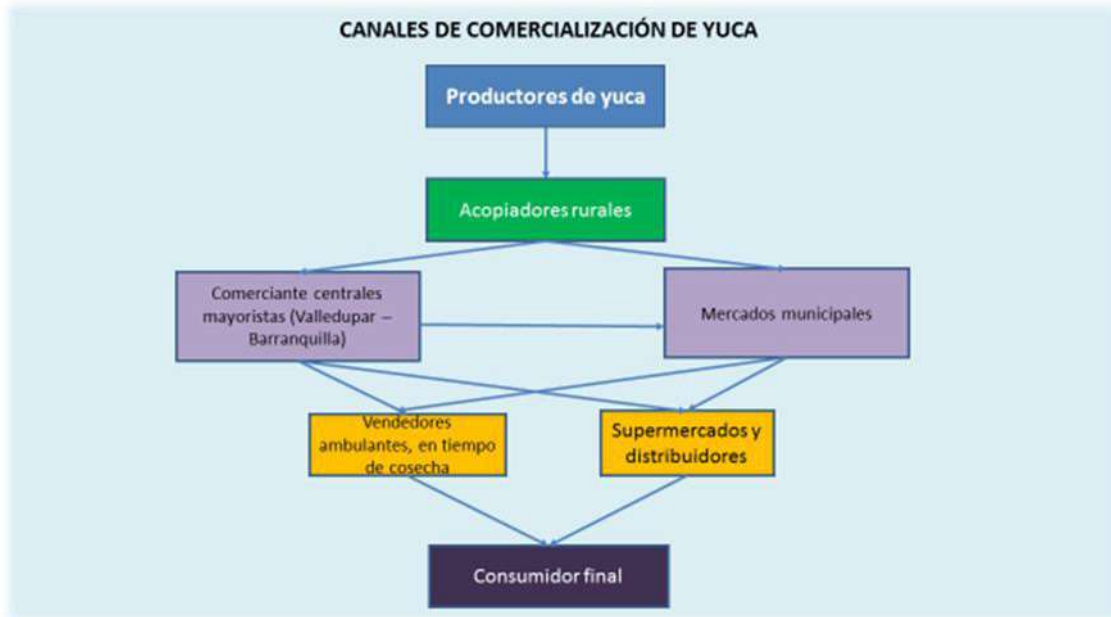 CANALES DE COMERCIALIZACIÓN DE YUCA
Productores de yuca
Acopiadores rurales
Comerciante centrales
mayoristas (Valledupar –
Barranquilla)
Mercados municipales
Vendedores
ambulantes, en tiempo
de cosecha
Supermercados y
distribuidores
Consumidor final